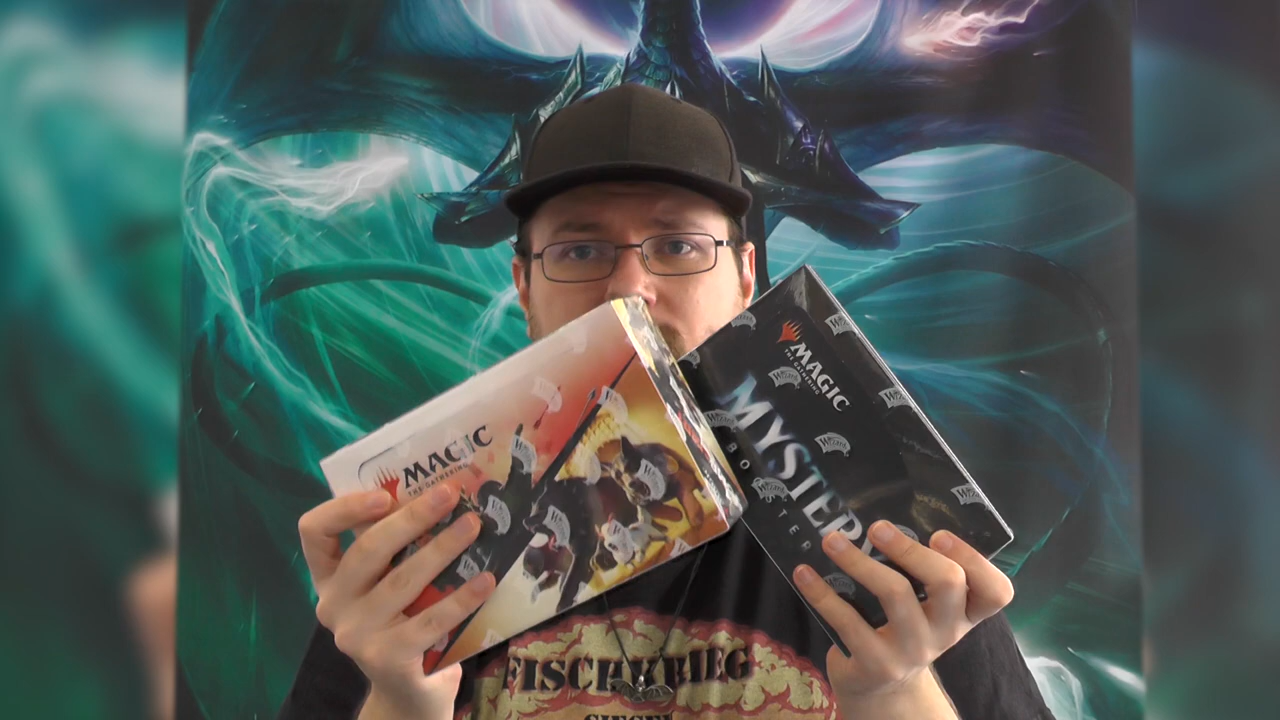 MAGIC
THE GATHERING
MAGIC
THE GATHERING
MYSTERY
BOOSTER
FISCHKRIEG